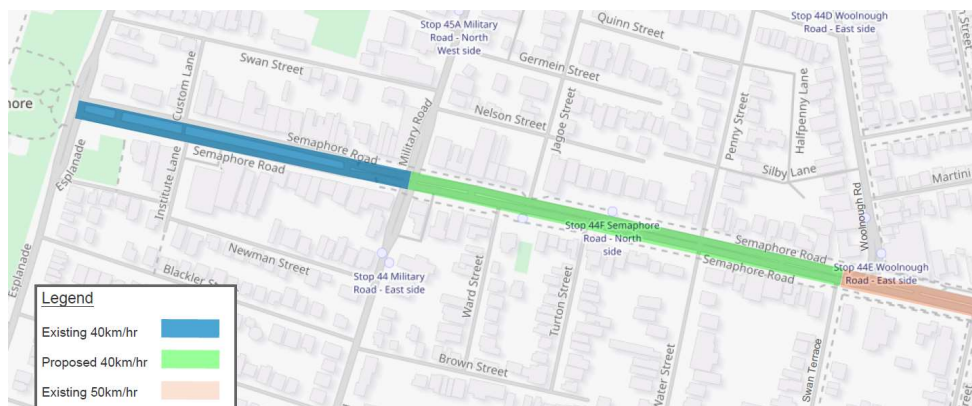 Stop 45A Military
Road - North
West side
Quinn Street
Stop 44D Woolnough
Road - East side
Swan Street
Germein Street
Custom Lane
Military Road
Nelson Street
Jagoe Street
Penny Street
Halfpenny Lane
more
Semaphore Road
Semaphore Road
Silby Lane
Martini
Esplanade
Institute Lane
Woolnough Rd
Stop 44F Semaphore
Road - North
side
Semaphore Road
Semaphore Road
Newman Street
Stop 44 Military
Road - East side
Stop 44E Woolnough
Road - East side
Esplanade
Blackler Street
Ward Street
Turton Street
Swan Terrace
Brown Street
Legend
Existing 40km/hr
Proposed 40km/hr
Existing 50km/hr